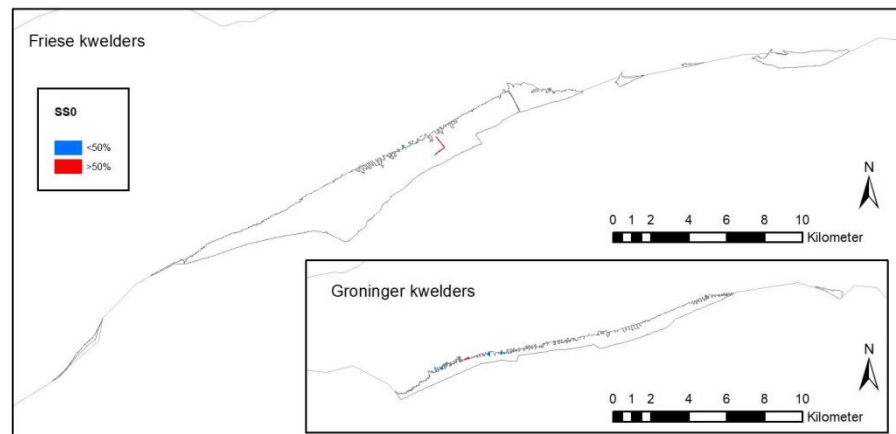 Friese kwelders
SS0
<50%
>50%
N
0 1 2 4 6 8 10
Kilometer
Groninger kwelders
N
0 1 2 4 6 8 10
Kilometer